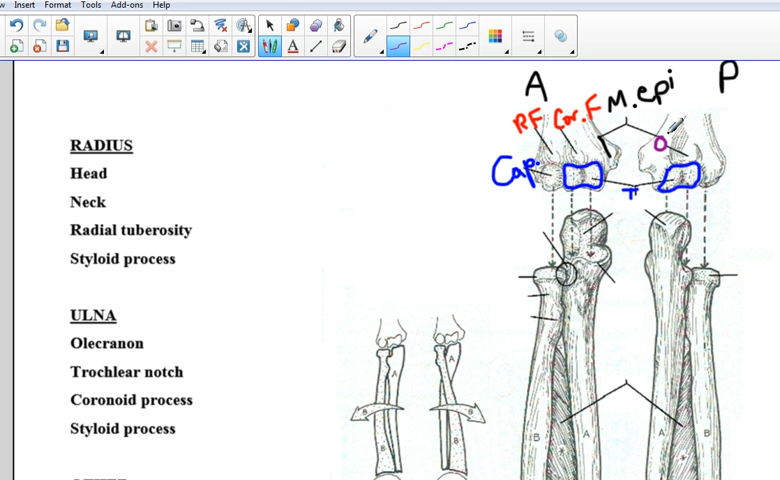 Insert Format Tools Add-ons Help
A
M.epi
P
RF
Cor.F
Cap.
O
T
RADIUS
Head
Neck
Radial tuberosity
Styloid process
ULNA
Olecranon
Trochlear notch
Coronoid process
Styloid process
A
A
B
B
B
B
B
A
A
B